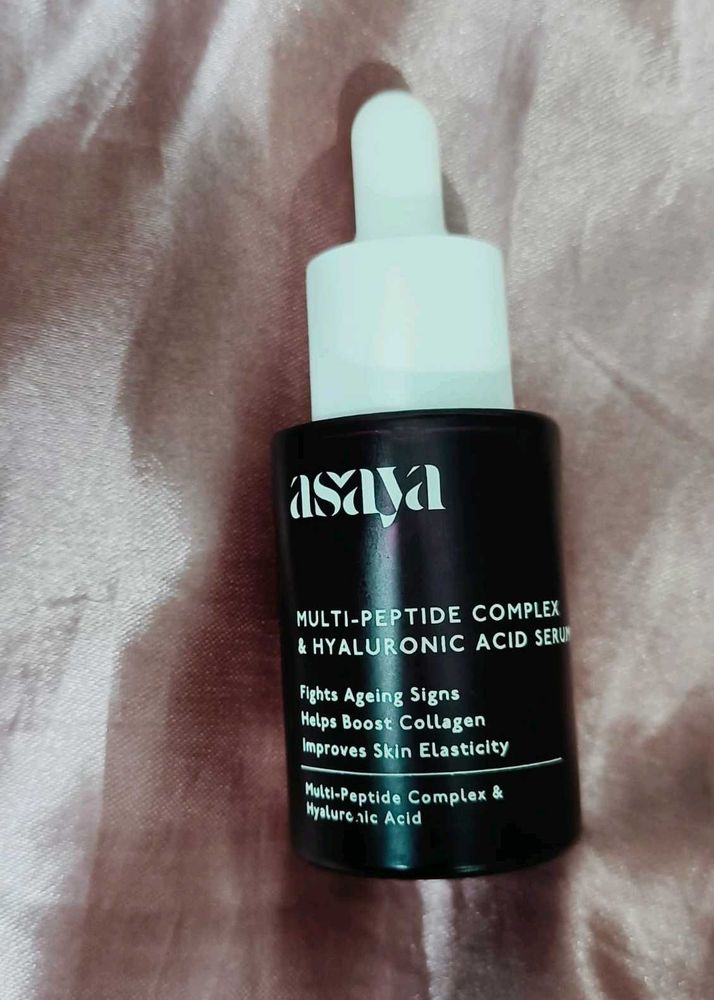 asaya
MULTI-PEPTIDE COMPLEX
& HYALURONIC ACID SERUM
Fights Ageing Signs
Helps Boost Collagen
Improves Skin Elasticity
Multi-Peptide Complex &
Hyaluronic Acid